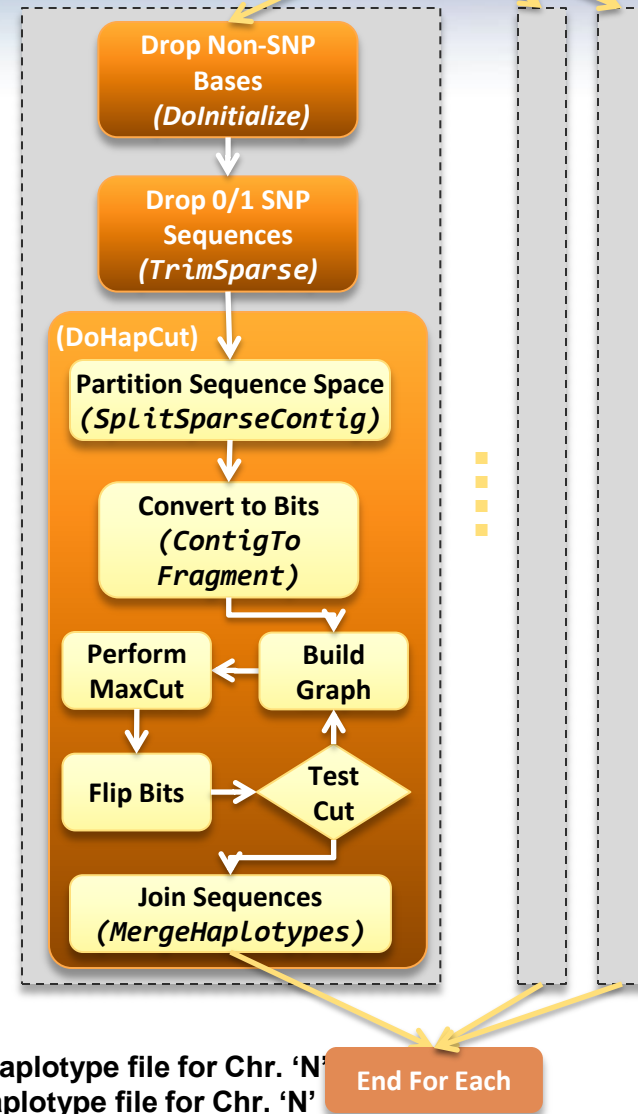 Drop Non-SNP
Bases
(DoInitialize)
Drop 0/1 SNP
Sequences
(TrimSparse)
(DoHapCut)
Partition Sequence Space
(SplitSparseContig)
Convert to Bits
(ContigTo
Fragment)
Perform
MaxCut
Build
Graph
Flip Bits
Test
Cut
Join Sequences
(MergeHaplotypes)
aplotype file for Chr. ‘N’
aplotype file for Chr. ‘N’
End For Each